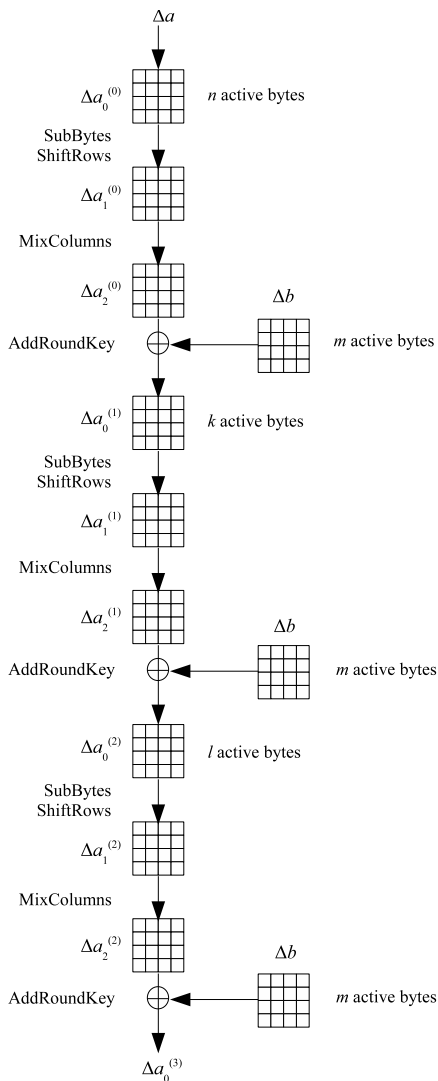 Δa
Δa₀⁽⁰⁾ n active bytes
SubBytes
ShiftRows
Δa₁⁽⁰⁾
MixColumns
Δa₂⁽⁰⁾ Δb
AddRoundKey m active bytes
Δa₀⁽¹⁾ k active bytes
SubBytes
ShiftRows
Δa₁⁽¹⁾
MixColumns
Δa₂⁽¹⁾ Δb
AddRoundKey m active bytes
Δa₀⁽²⁾ l active bytes
SubBytes
ShiftRows
Δa₁⁽²⁾
MixColumns
Δa₂⁽²⁾ Δb
AddRoundKey m active bytes
Δa₀⁽³⁾